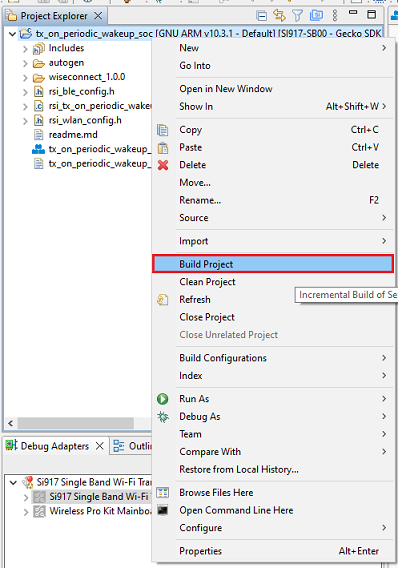 Project Explorer
tx_on_periodic_wakeup_soc [GNU ARM v10.3.1 - Default] [SI917-SB00 - Gecko SDK
Includes
autogen
wiseconnect_1.0.0
rsi_ble_config.h
rsi_tx_on_periodic_wakeu
rsi_wlan_config.h
readme.md
tx_on_periodic_wakeup_
tx_on_periodic_wakeup_
New
Go Into
Open in New Window
Show In Alt+Shift+W
Copy Ctrl+C
Paste Ctrl+V
Delete Delete
Move...
Rename... F2
Source
Import
Build Project
Clean Project
Incremental Build of Se
Refresh
Close Project
Close Unrelated Project
Build Configurations
Index
Run As
Debug As
Team
Compare With
Restore from Local History...
Browse Files Here
Open Command Line Here
Configure
Properties Alt+Enter
Debug Adapters
Outlin
Si917 Single Band Wi-Fi Tran
Si917 Single Band Wi-Fi T
Wireless Pro Kit Mainboa